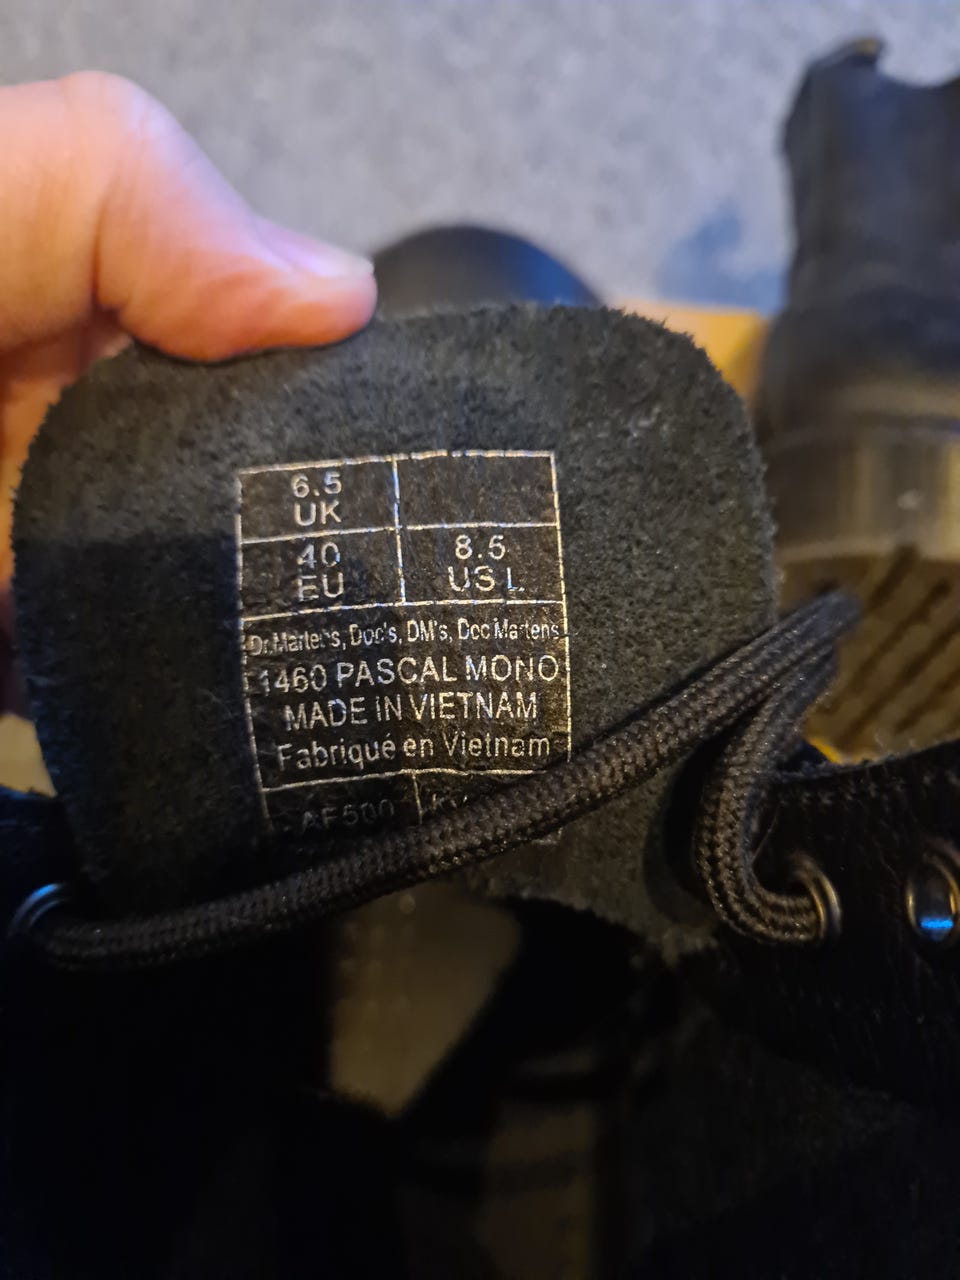 6.5
UK
40
EU
8.5
US L
Dr.Martens, Doc's, DM's, Doc Martens
1460 PASCAL MONO
MADE IN VIETNAM
Fabriqué en Vietnam
AF500